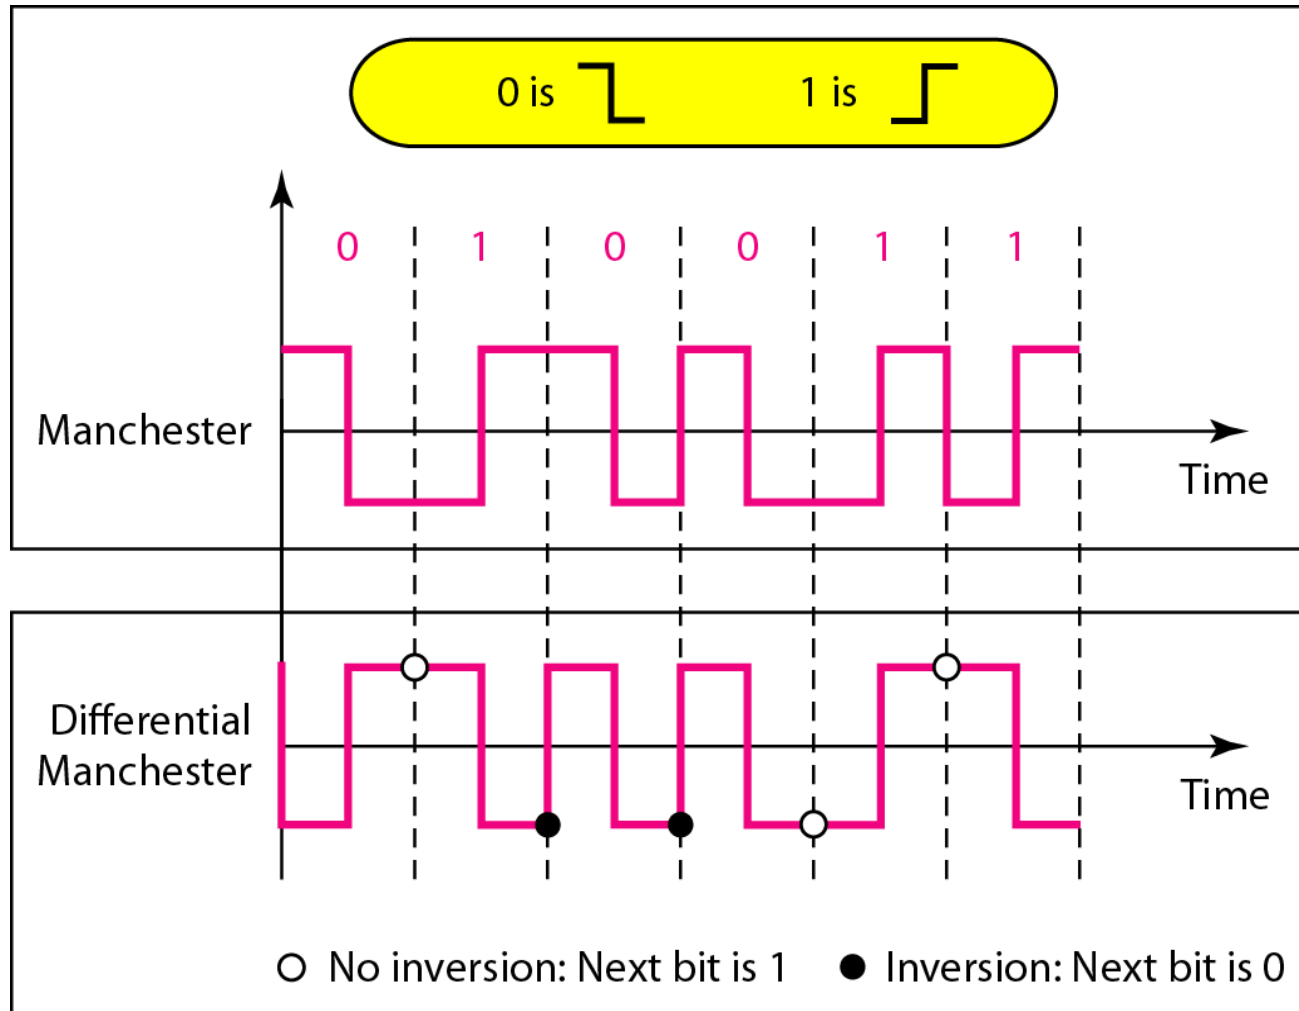 0 is 1 is
0 1 0 0 1 1
Manchester
Time
Differential
Manchester
Time
No inversion: Next bit is 1 Inversion: Next bit is 0